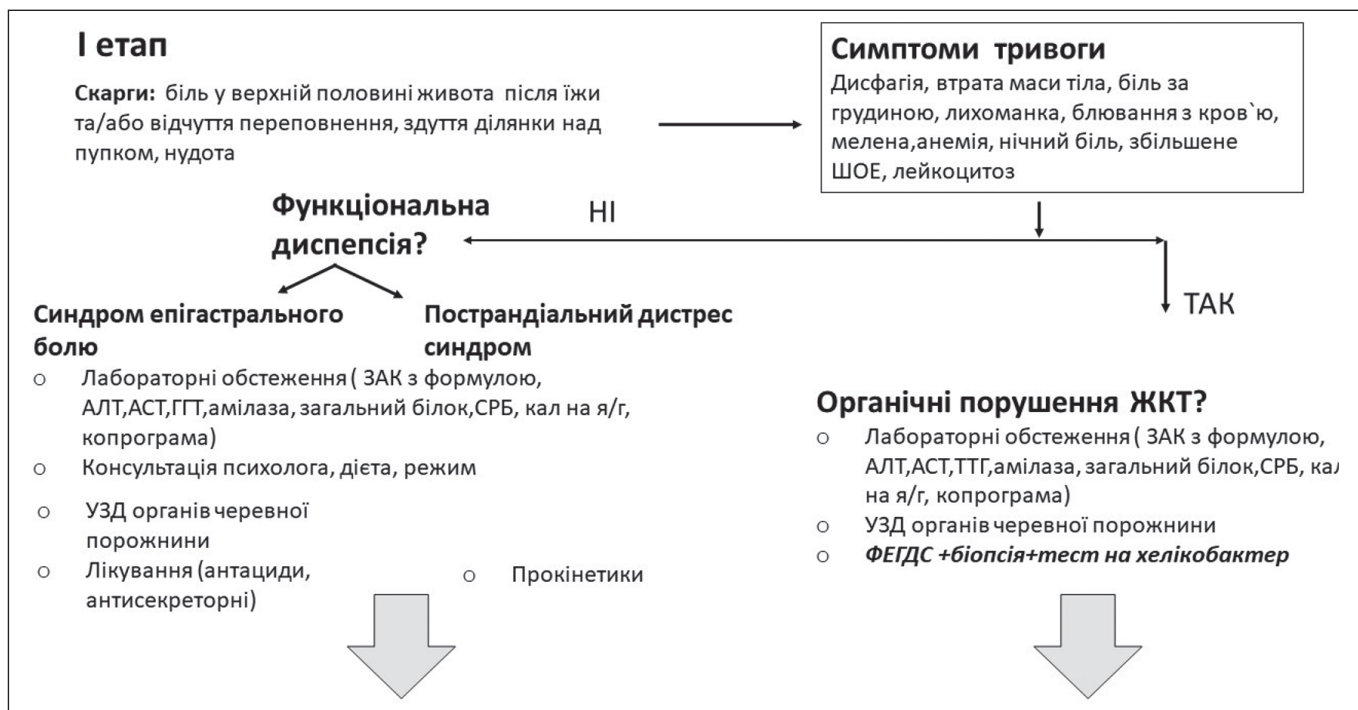 І етап
Скарги: біль у верхній половині живота після їжи
та/або відчуття переповнення, здуття ділянки над
пупком, нудота
Симптоми тривоги
Дисфагія, втрата маси тіла, біль за
грудиною, лихоманка, блювання з кров`ю,
мелена,анемія, нічний біль, збільшене
ШОЕ, лейкоцитоз
Функціональна
диспепсія?
НІ
ТАК
Синдром епігастрального
болю
Пострандіальний дистрес
синдром
o Лабораторні обстеження ( ЗАК з формулою,
АЛТ,АСТ,ГГТ,амілаза, загальний білок,СРБ, кал на я/г,
копрограма)
o Консультація психолога, дієта, режим
o УЗД органів черевної
порожнини
o Лікування (антациди,
антисекреторні)
o Прокінетики
Органічні порушення ЖКТ?
o Лабораторні обстеження ( ЗАК з формулою,
АЛТ,АСТ,ТТГ,амілаза, загальний білок,СРБ, кал
на я/г, копрограма)
o УЗД органів черевної порожнини
o ФЕГДС +біопсія+тест на хелікобактер